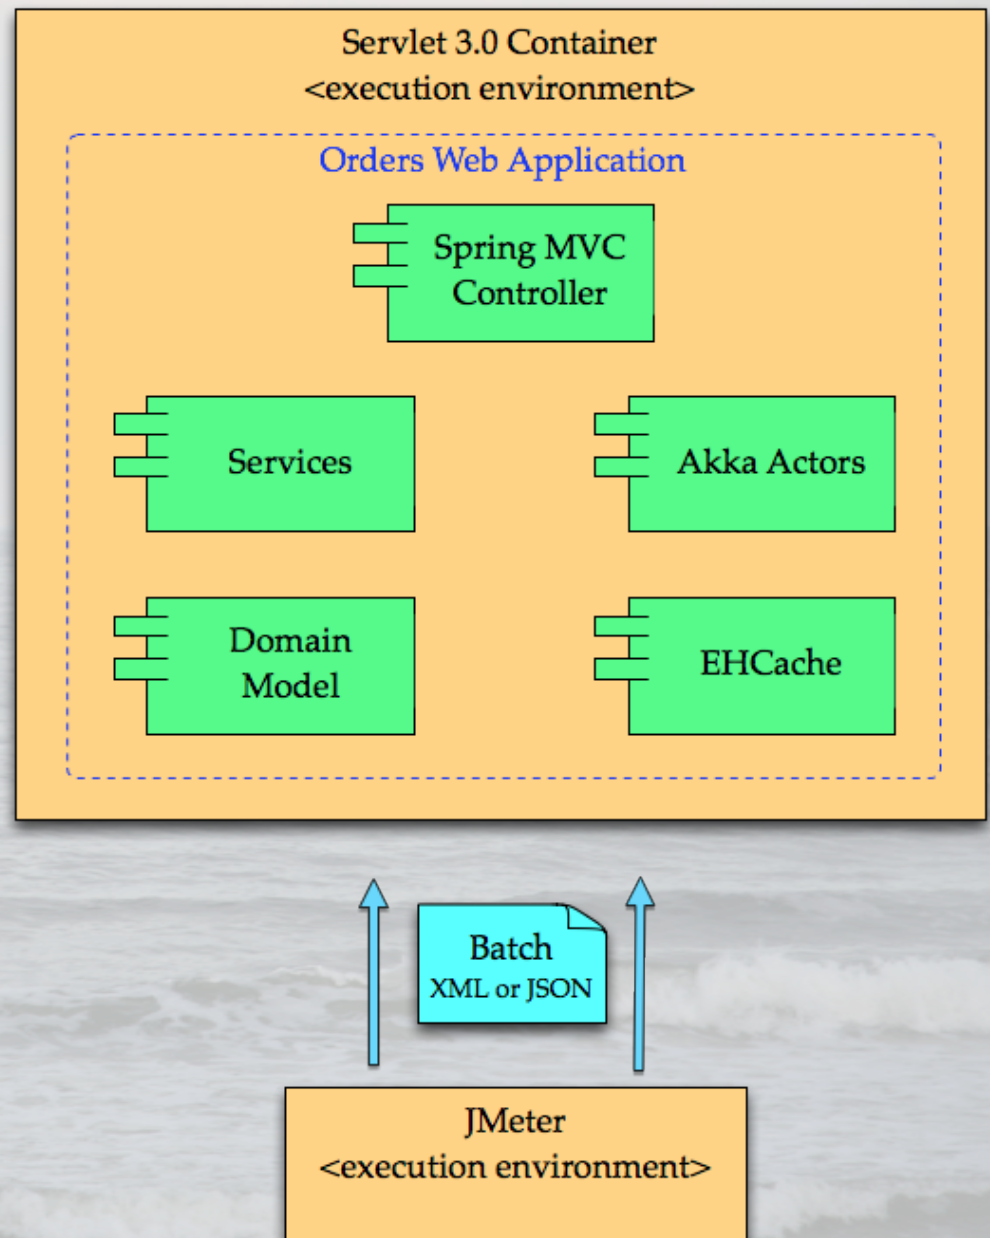 Servlet 3.0 Container
<execution environment>
Orders Web Application
Spring MVC
Controller
Services
Akka Actors
Domain
Model
EHCache
Batch
XML or JSON
JMeter
<execution environment>